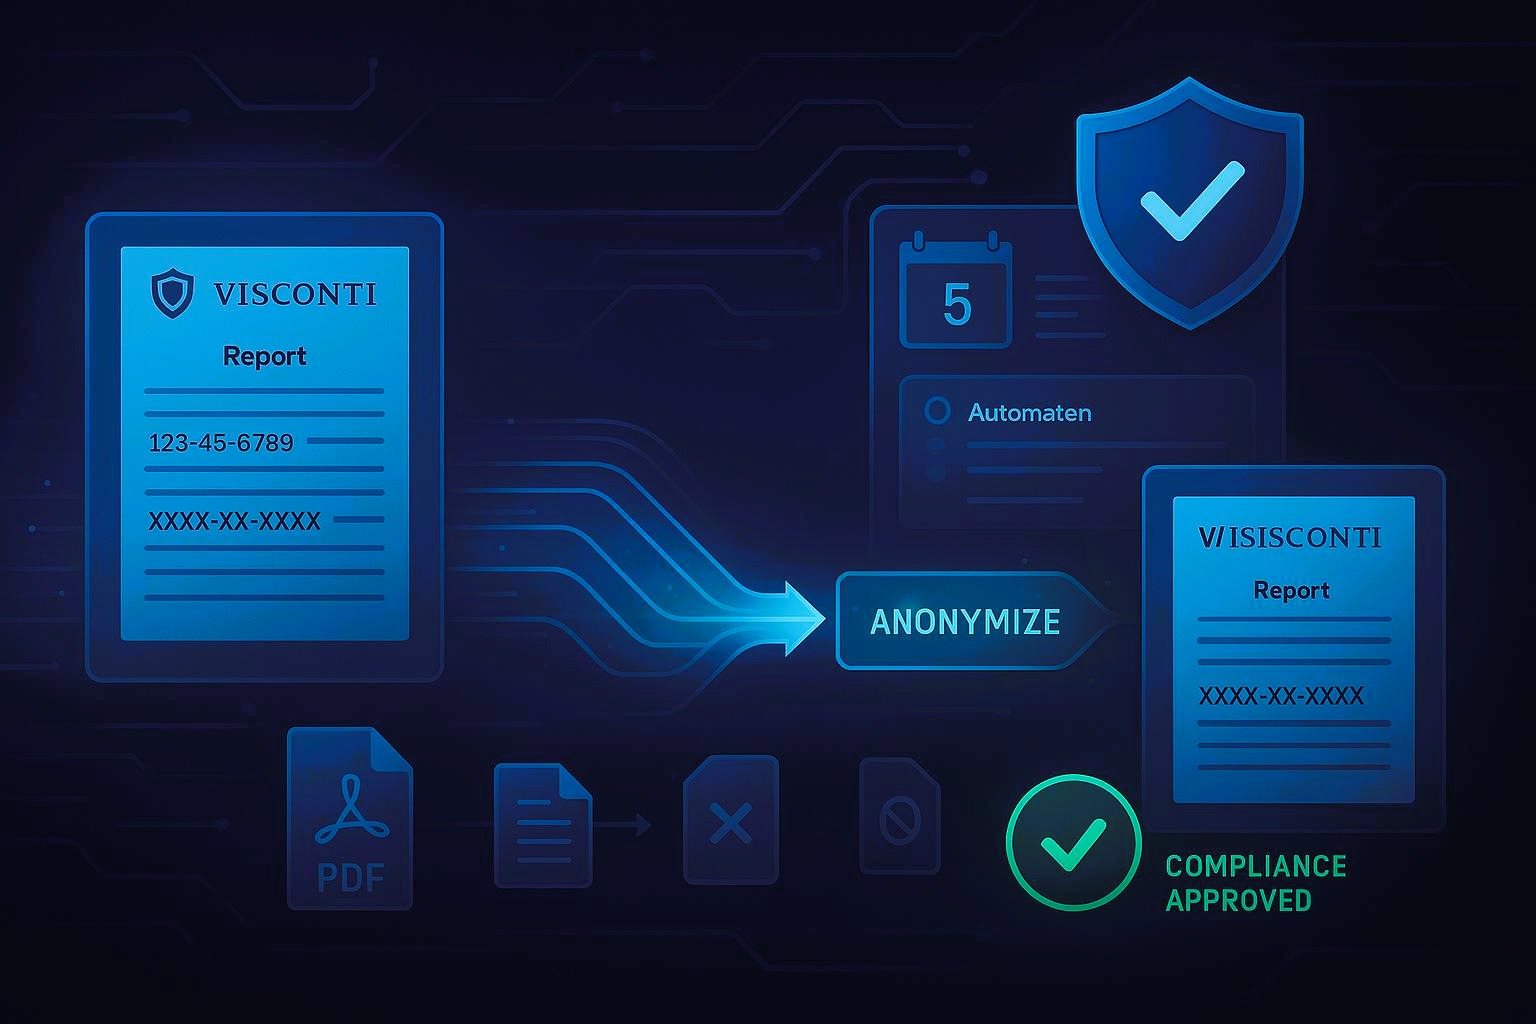 VISCONTI
Report
123-45-6789
XXXX-XX-XXXX
5
Automaten
ANONYMIZE
V/ISISCONTI
Report
XXXX-XX-XXXX
PDF
COMPLIANCE
APPROVED